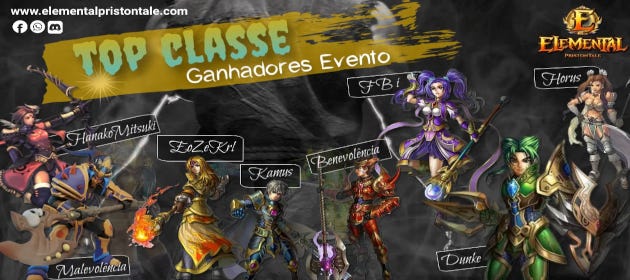 www.elementalpristontale.com
TOP CLASSE
Ganhadores Evento
ELEMENTAL
PRISTONTALE
HanakoMitsuki
EoZeKr!
Kamus
Benevolência
FBi
Horus
Malevolência
Dunke